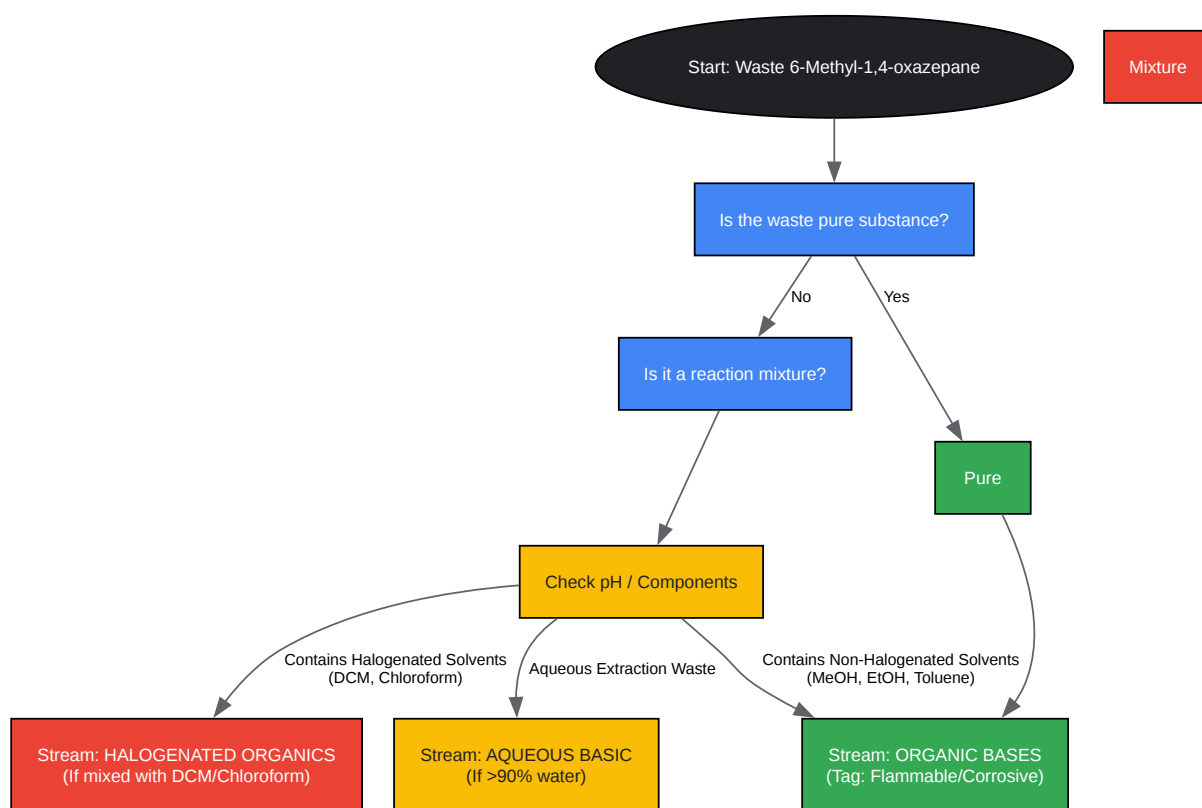 Start: Waste 6-Methyl-1,4-oxazepane
Mixture
Is the waste pure substance?
No
Yes
Is it a reaction mixture?
Pure
Check pH / Components
Contains Halogenated Solvents
(DCM, Chloroform)
Aqueous Extraction Waste
Contains Non-Halogenated Solvents
(MeOH, EtOH, Toluene)
Stream: HALOGENATED ORGANICS
(If mixed with DCM/Chloroform)
Stream: AQUEOUS BASIC
(If >90% water)
Stream: ORGANIC BASES
(Tag: Flammable/Corrosive)